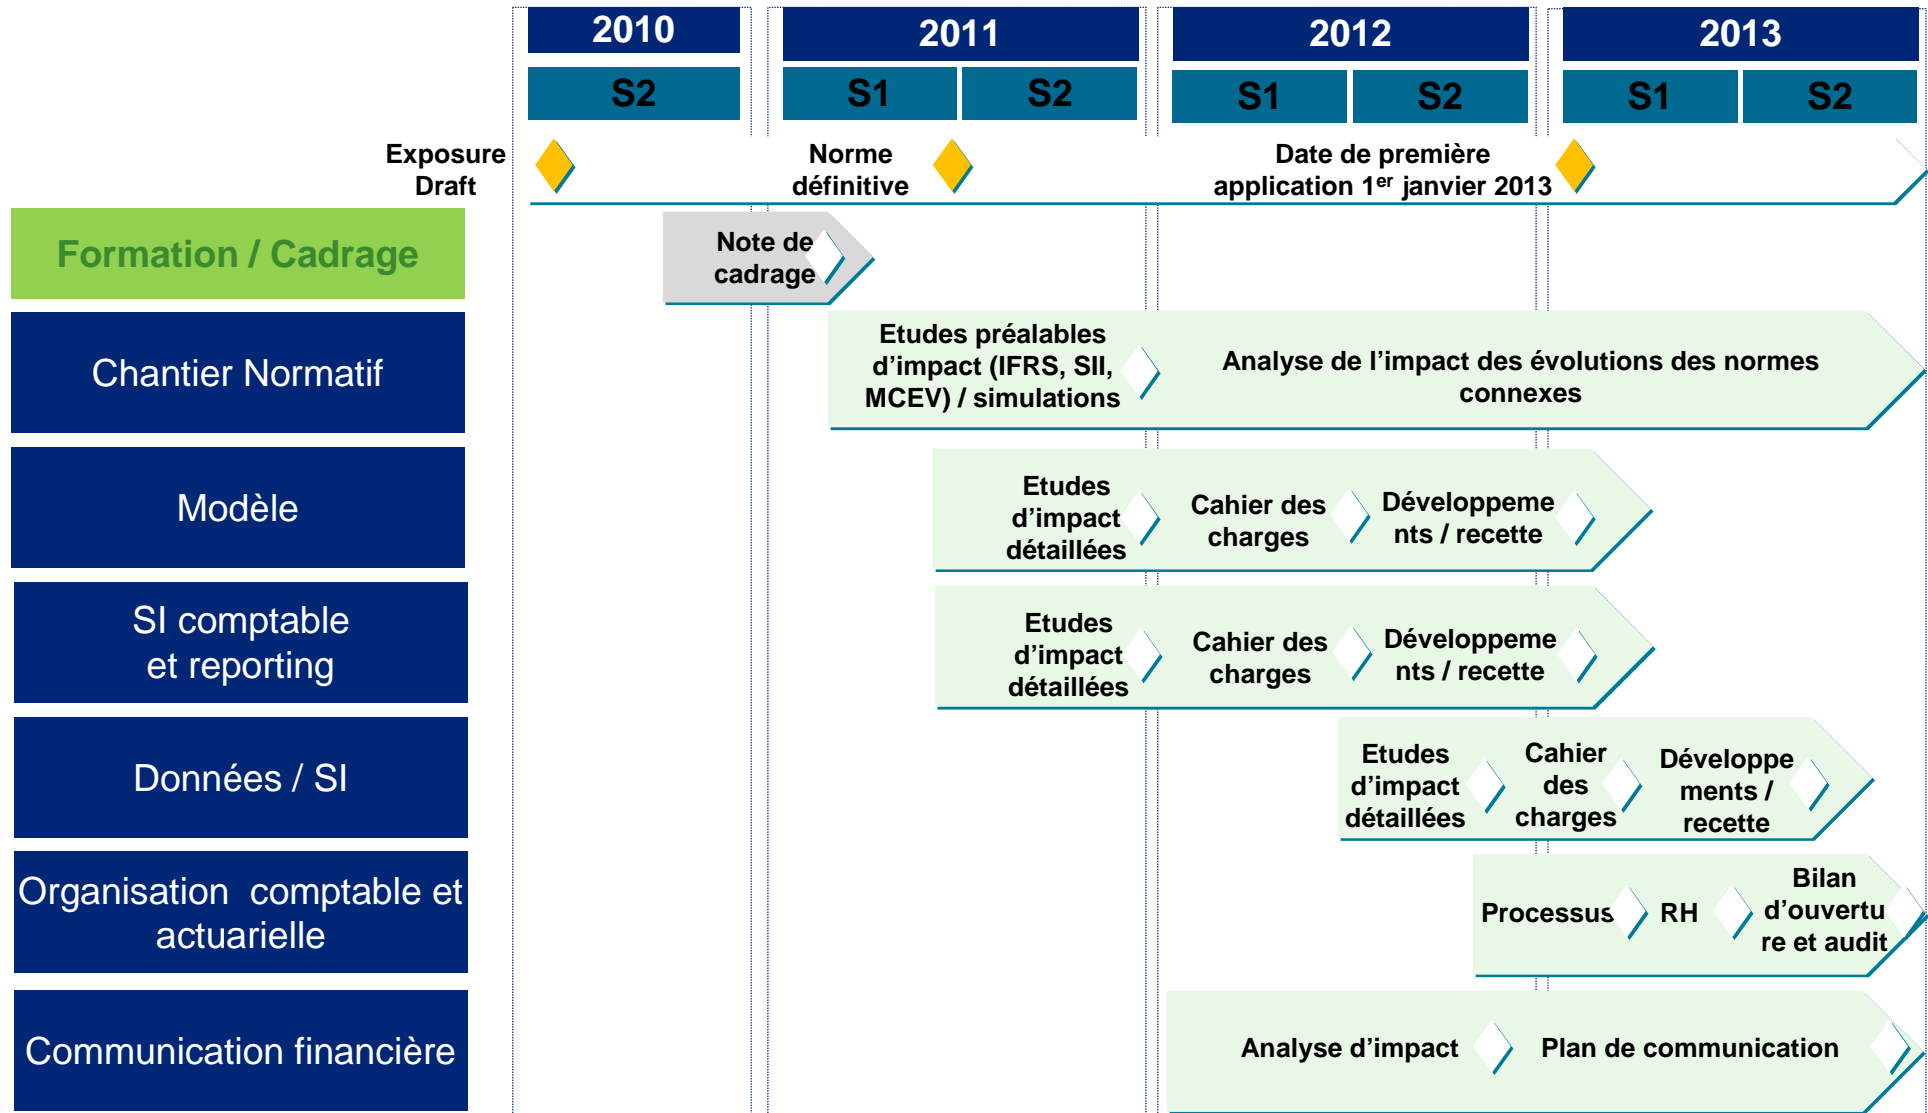 2010
2011
2012
2013
S2
S1
S2
S1
S2
S1
S2
Exposure
Draft
Norme
définitive
Date de première
application 1er janvier 2013
Formation / Cadrage
Note de
cadrage
Chantier Normatif
Etudes préalables
d’impact (IFRS, SII,
MCEV) / simulations
Analyse de l’impact des évolutions des normes
connexes
Modèle
Etudes
d’impact
détaillées
Cahier des
charges
Développeme
nts / recette
SI comptable
et reporting
Etudes
d’impact
détaillées
Cahier des
charges
Développeme
nts / recette
Données / SI
Etudes
d’impact
détaillées
Cahier
des
charges
Développe
ments /
recette
Organisation  comptable et
actuarielle
Processus
RH
Bilan
d’ouvertu
re et audit
Communication financière
Analyse d’impact
Plan de communication